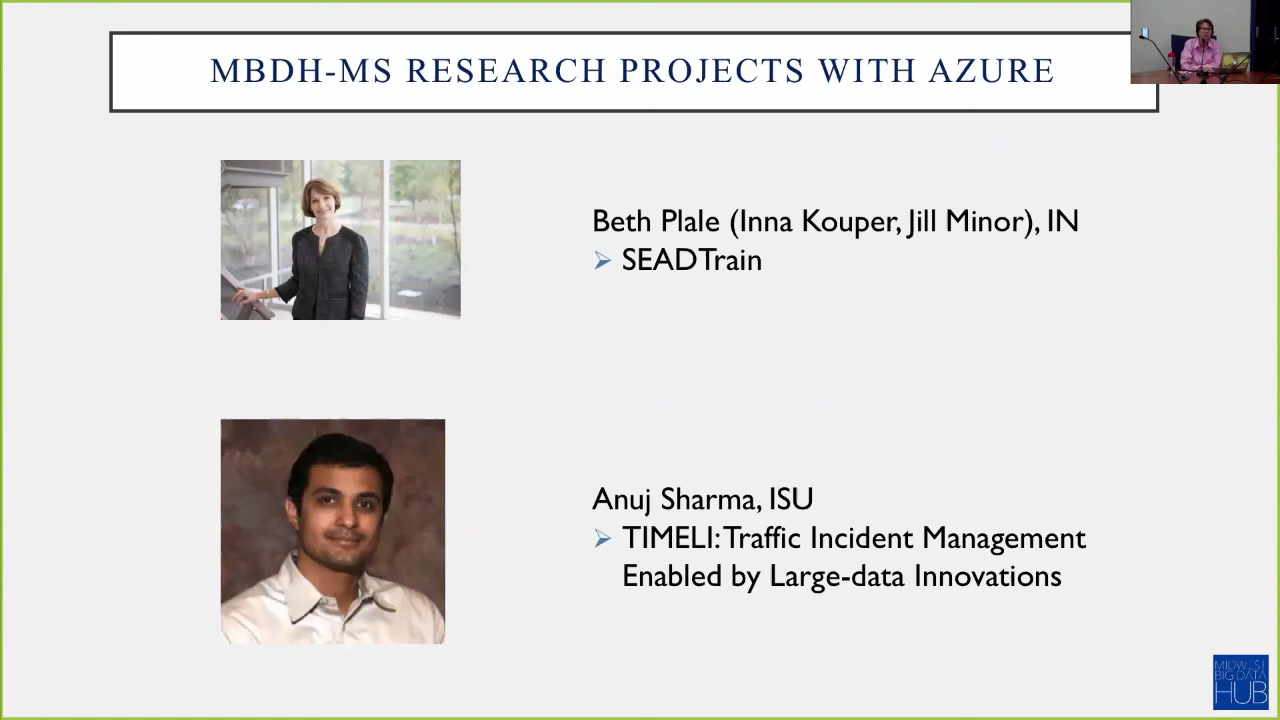 MBDH-MS RESEARCH PROJECTS WITH AZURE
Beth Plale (Inna Kouper, Jill Minor), IN
SEADTrain
Anuj Sharma, ISU
TIMELI: Traffic Incident Management
Enabled by Large-data Innovations
MIDWEST
BIG DATA
HUB